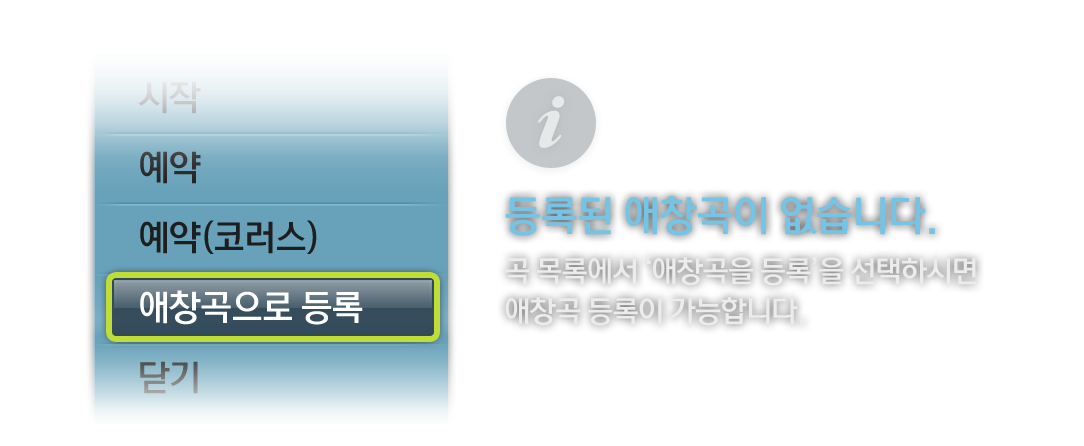 시작
예약
예약(코러스)
애창곡으로 등록
닫기
i
등록된 애창곡이 없습니다.
곡 목록에서 '애창곡을 등록'을 선택하시면
애창곡 등록이 가능합니다.